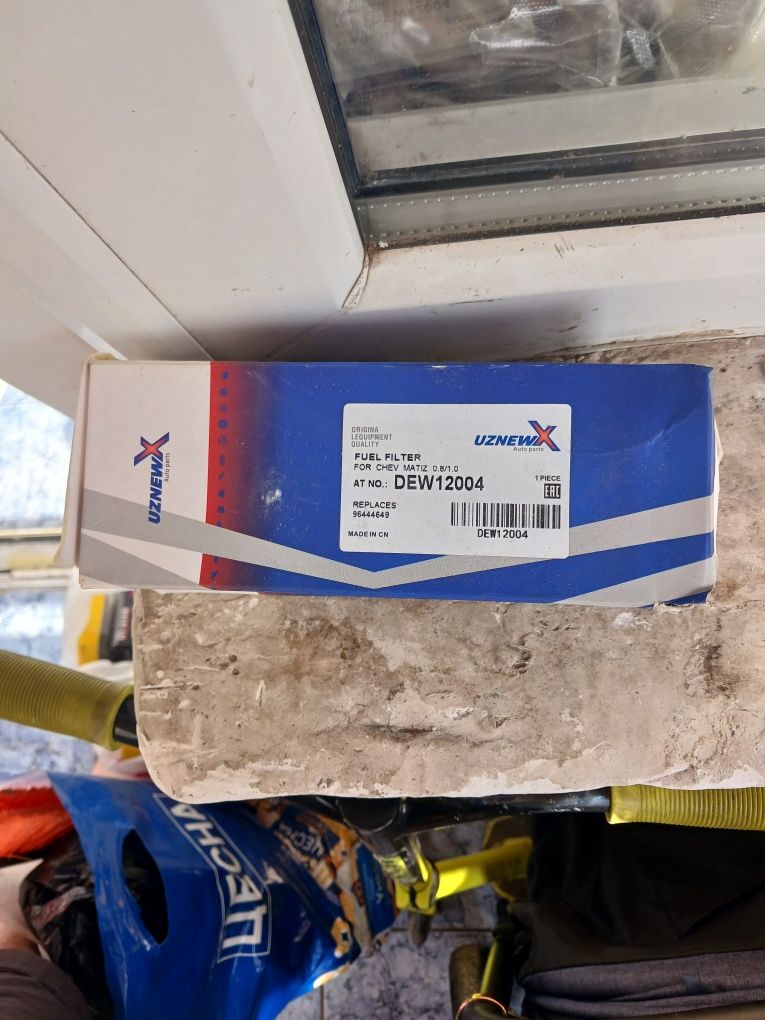 UZNEWX
Auto parts
ORIGINA
LEQUIPMENT
QUALITY
UZNEWX
Auto parts
FUEL FILTER
FOR CHEV MATIZ 0.8/1.0
AT NO.: DEW12004
1 PIECE
EAC
REPLACES
96444649
MADE IN CN
DEW12004